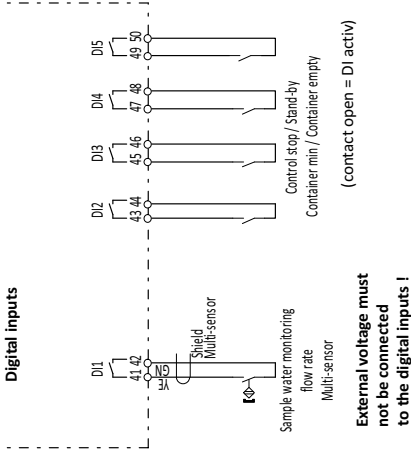 Digital inputs
DI1
DI2
DI3
DI4
DI5
41 42
43 44
45 46
47 48
49 50
YE
GN
Shield
Multi-sensor
Sample water monitoring
flow rate
Multi-sensor
Control stop / Stand-by
Container min / Container empty
(contact open = DI activ)
External voltage must
not be connected
to the digital inputs !